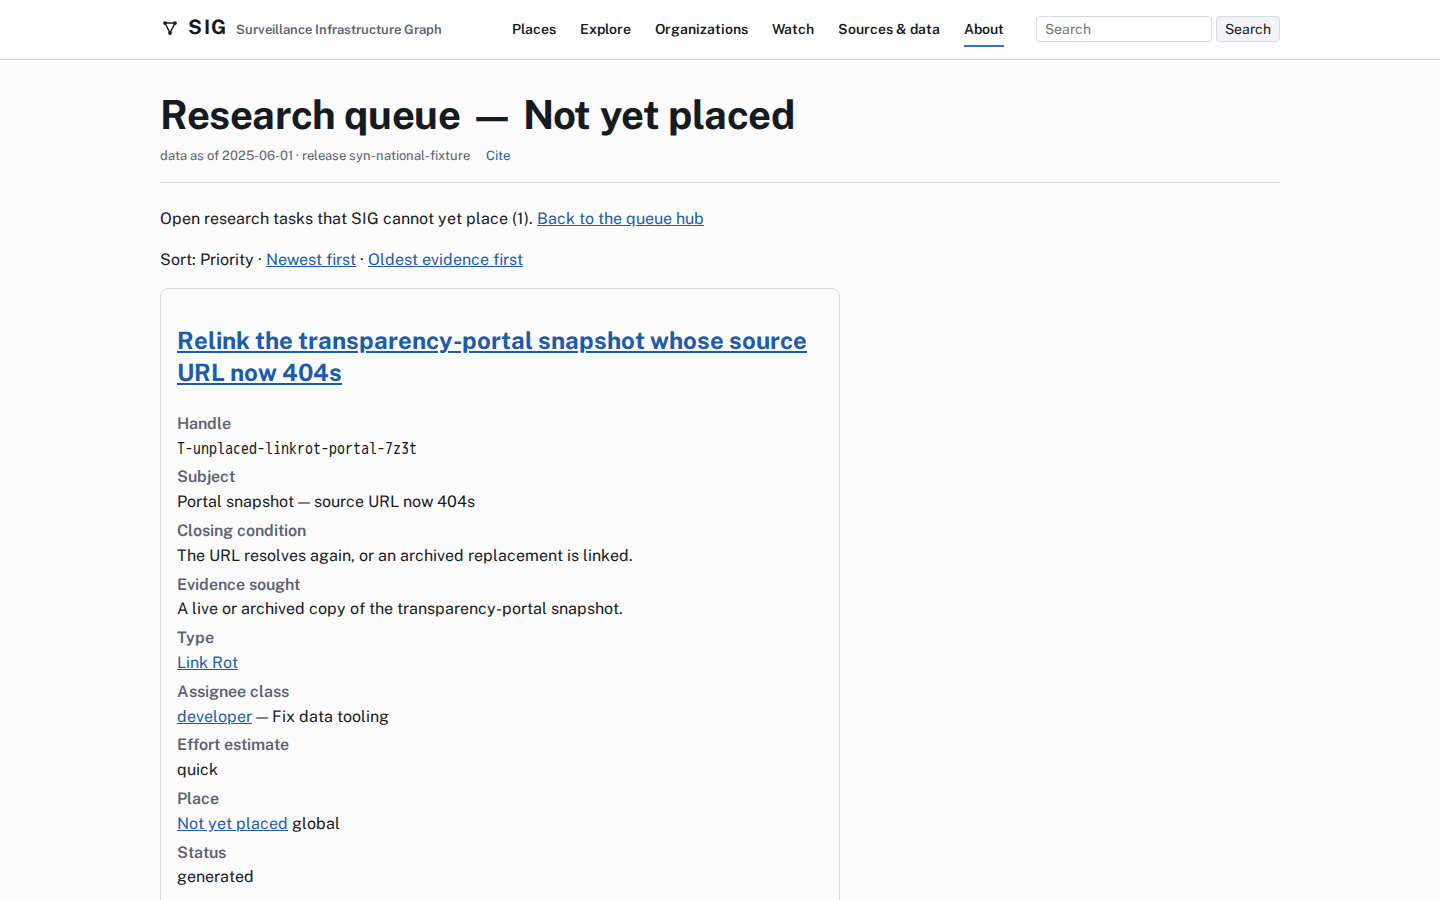 SIG Surveillance Infrastructure Graph Places Explore Organizations Watch Sources & data About Search Search
Research queue — Not yet placed
data as of 2025-06-01 · release syn-national-fixture Cite
Open research tasks that SIG cannot yet place (1). Back to the queue hub
Sort: Priority · Newest first · Oldest evidence first
Relink the transparency-portal snapshot whose source
URL now 404s
Handle
T-unplaced-linkrot-portal-7z3t
Subject
Portal snapshot — source URL now 404s
Closing condition
The URL resolves again, or an archived replacement is linked.
Evidence sought
A live or archived copy of the transparency-portal snapshot.
Type
Link Rot
Assignee class
developer — Fix data tooling
Effort estimate
quick
Place
Not yet placed global
Status
generated